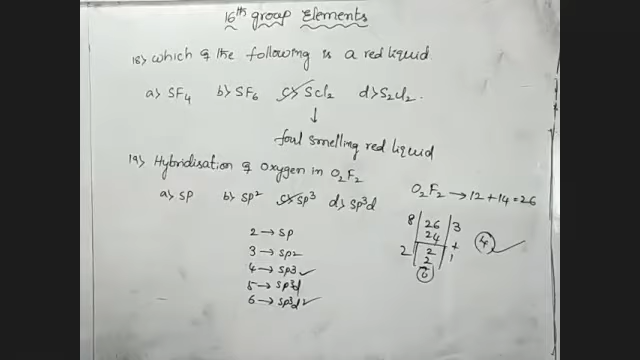 16th group Elements
18> which of the following is a red liquid.
a> SF4 b> SF6 c> SCl2 d> S2Cl2.
↓
foul smelling red liquid
19> Hybridisation of Oxygen in O2F2
a> SP b> SP2 c> SP3 d> SP3d
O2F2 → 12 + 14 = 26
8 | 26 | 3
24 +
2 | 2 | 1
2
0
4
2 → SP
3 → SP2
4 → SP3 ✓
5 → SP3d
6 → SP3d2 ✓